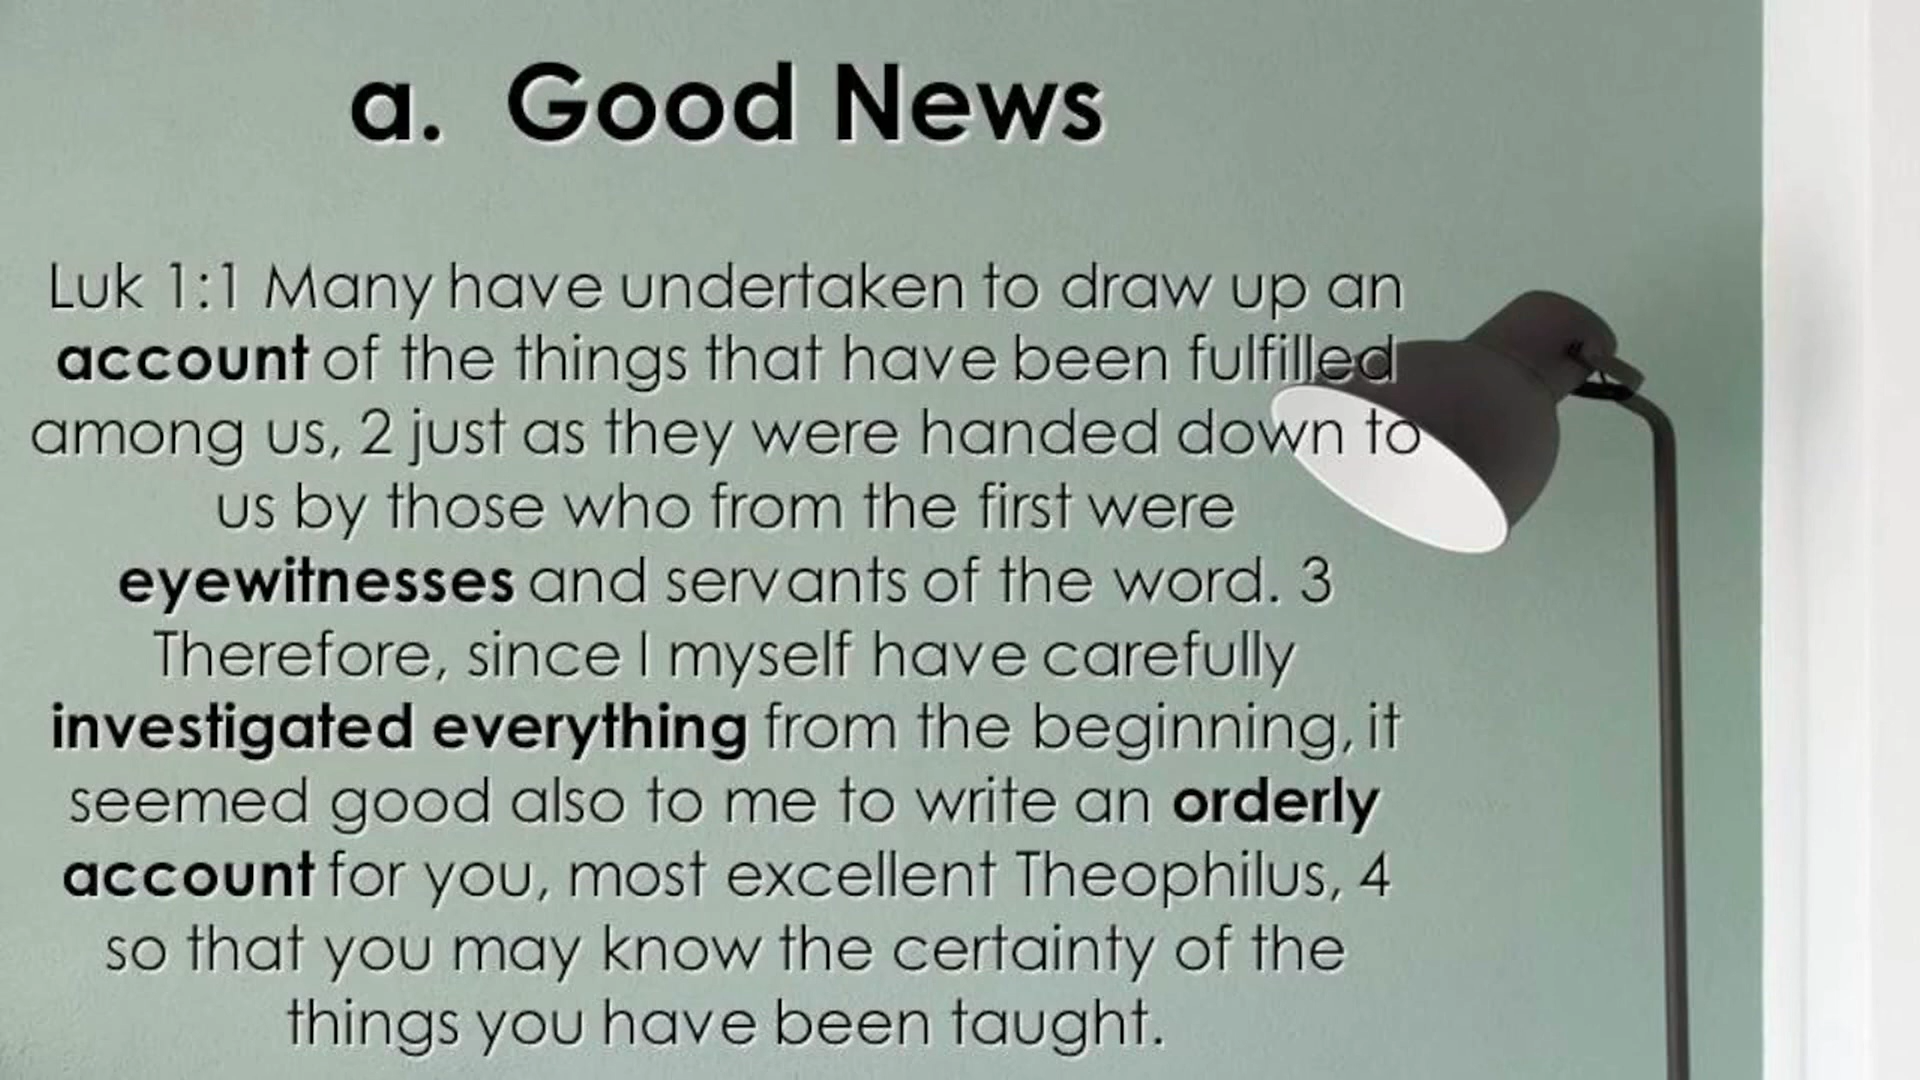 a. Good News
Luk 1:1 Many have undertaken to draw up an
account of the things that have been fulfilled
among us, 2 just as they were handed down to
us by those who from the first were
eyewitnesses and servants of the word. 3
Therefore, since I myself have carefully
investigated everything from the beginning, it
seemed good also to me to write an orderly
account for you, most excellent Theophilus, 4
so that you may know the certainty of the
things you have been taught.